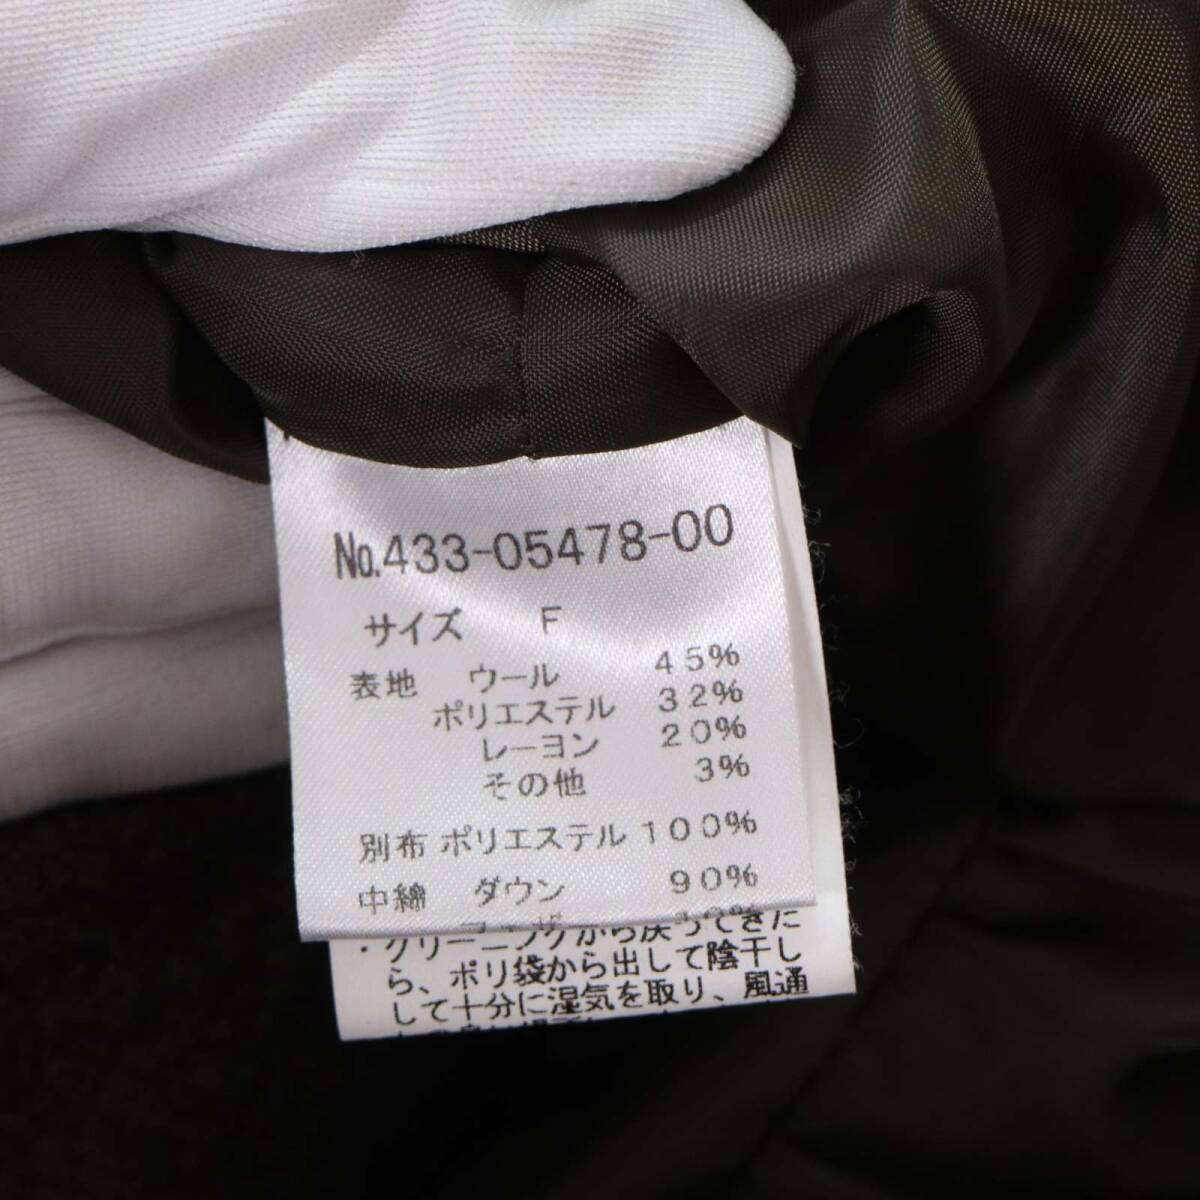 No.433-05478-00
サイズ F
表地 ウール 45%
ポリエステル 32%
レーヨン 20%
その他 3%
別布 ポリエステル 100%
中綿 ダウン 90%
・クリーニングから戻ってきた
ら、ポリ袋から出して陰干し
して十分に湿気を取り、風通